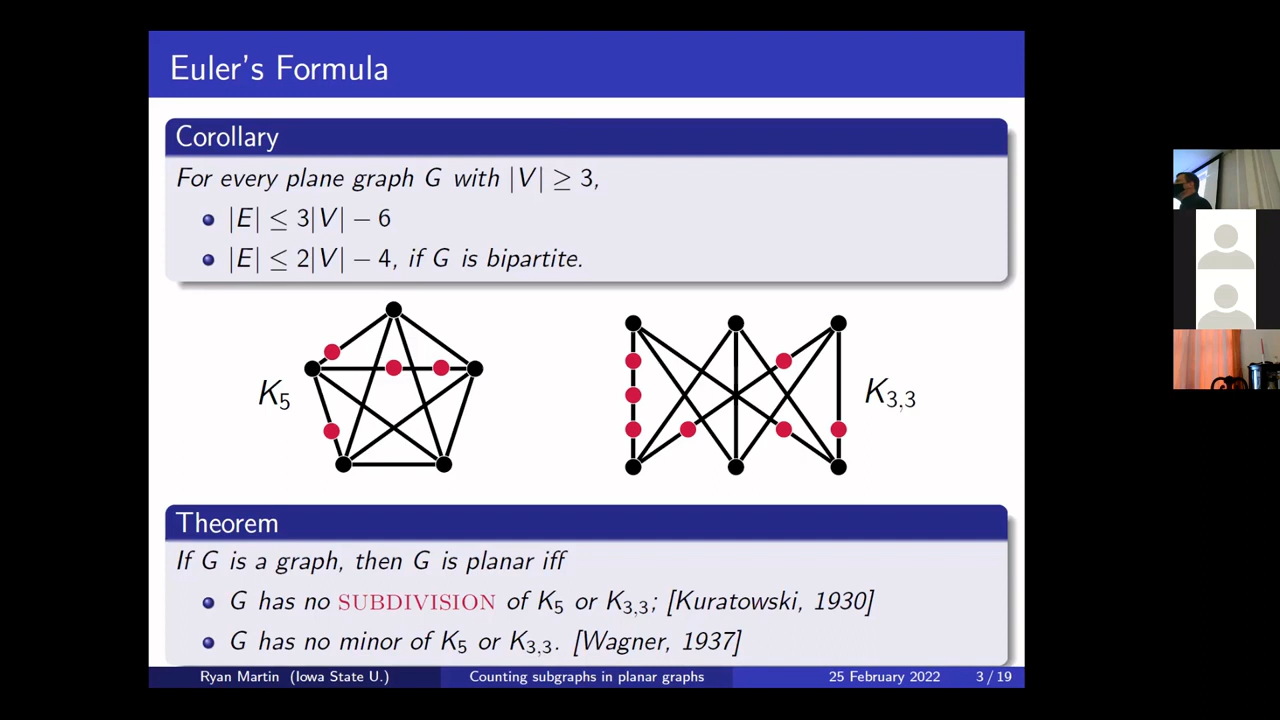 Euler's Formula
Corollary
For every plane graph G with |V| ≥ 3,
|E| ≤ 3|V| − 6
|E| ≤ 2|V| − 4, if G is bipartite.
K₅
K₃,₃
Theorem
If G is a graph, then G is planar iff
G has no SUBDIVISION of K₅ or K₃,₃; [Kuratowski, 1930]
G has no minor of K₅ or K₃,₃. [Wagner, 1937]
Ryan Martin (Iowa State U.) Counting subgraphs in planar graphs 25 February 2022 3 / 19